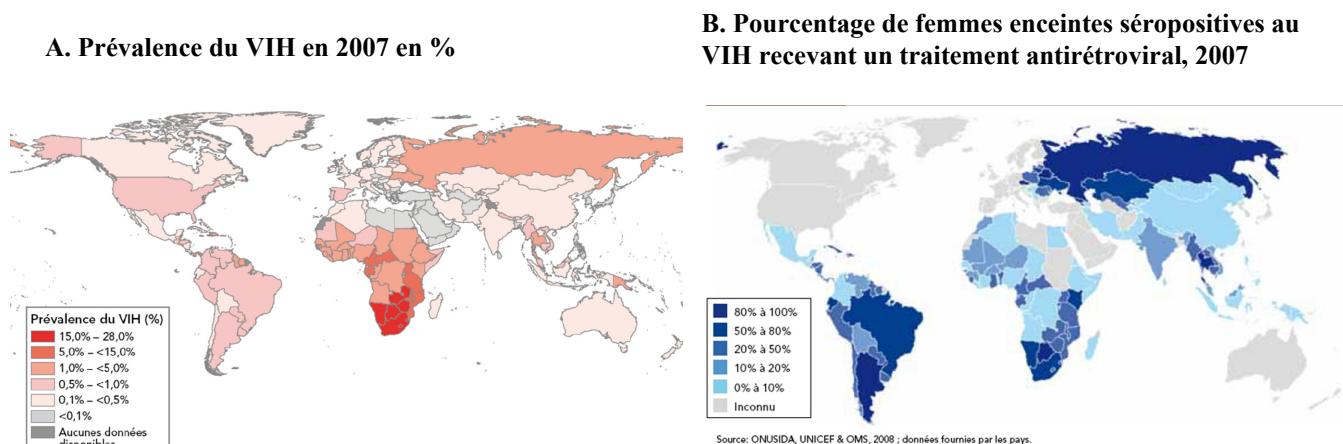 A. Prévalence du VIH en 2007 en %
B. Pourcentage de femmes enceintes séropositives au
VIH recevant un traitement antirétroviral, 2007
Prévalence du VIH (%)
15,0% – 28,0%
5,0% – <15,0%
1,0% – <5,0%
0,5% – <1,0%
0,1% – <0,5%
<0,1%
Aucunes données
disponibles
80% à 100%
50% à 80%
20% à 50%
10% à 20%
0% à 10%
Inconnu
Source: ONUSIDA, UNICEF & OMS, 2008 ; données fournies par les pays.